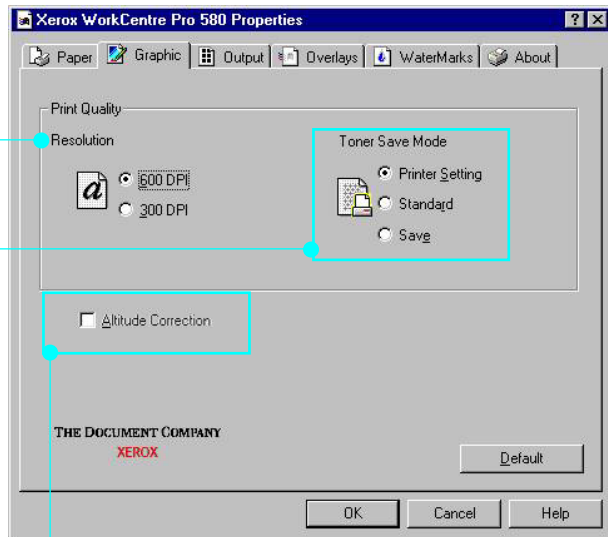 Xerox WorkCentre Pro 580 Properties
Paper Graphic Output Overlays WaterMarks About
Print Quality
Resolution
600 DPI
300 DPI
Toner Save Mode
Printer Setting
Standard
Save
Altitude Correction
THE DOCUMENT COMPANY
XEROX
Default
OK Cancel Help